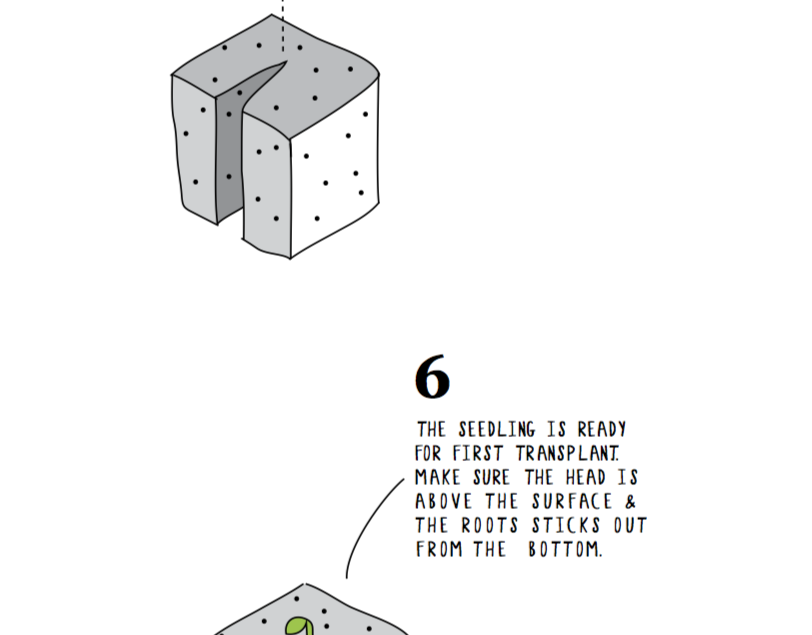 6
THE SEEDLING IS READY
FOR FIRST TRANSPLANT.
MAKE SURE THE HEAD IS
ABOVE THE SURFACE &
THE ROOTS STICKS OUT
FROM THE BOTTOM.